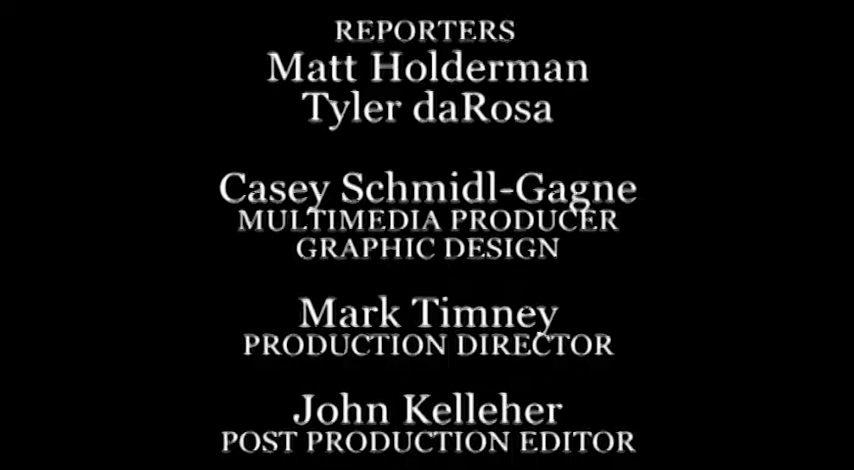 REPORTERS
Matt Holderman
Tyler daRosa
Casey Schmidl-Gagne
MULTIMEDIA PRODUCER
GRAPHIC DESIGN
Mark Timney
PRODUCTION DIRECTOR
John Kelleher
POST PRODUCTION EDITOR